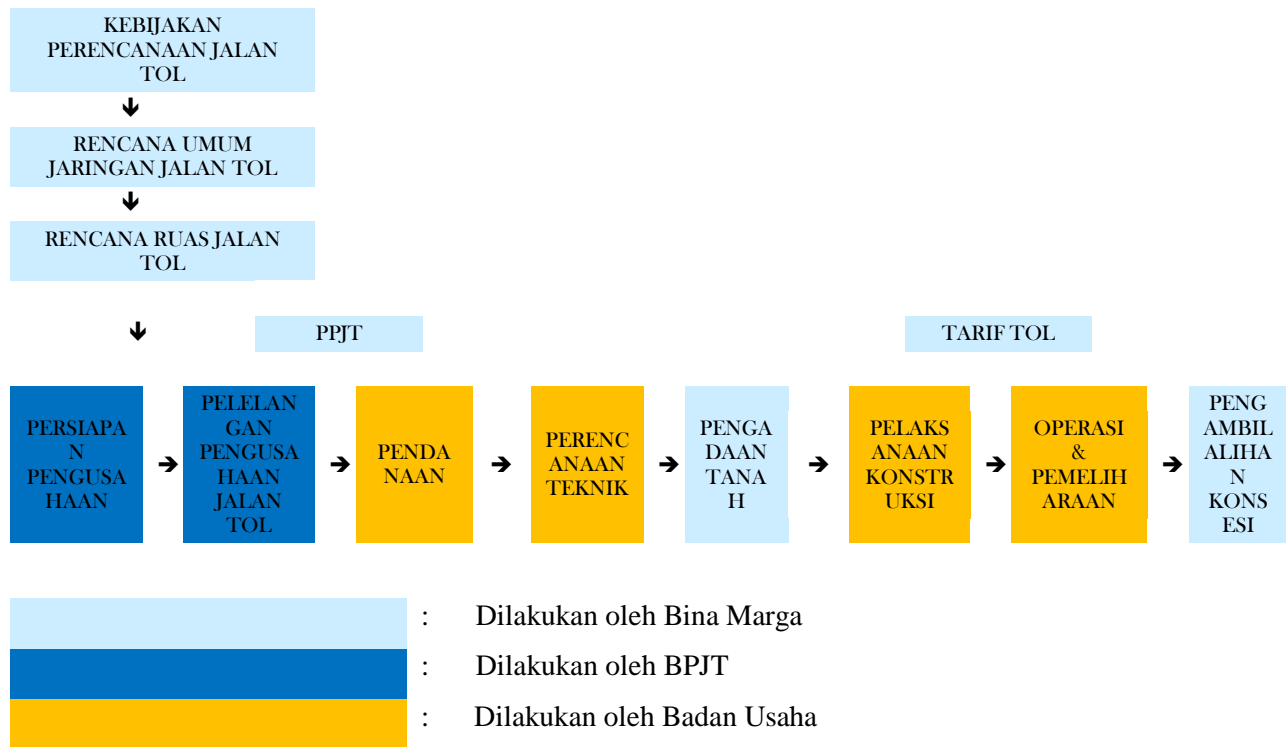 KEBIJAKAN
PERENCANAAN JALAN
TOL
RENCANA UMUM
JARINGAN JALAN TOL
RENCANA RUAS JALAN
TOL
PPJT
TARIF TOL
PERSIAPA
N
PENGUSA
HAAN
PELELAN
GAN
PENGUSA
HAAN
JALAN
TOL
PENDA
NAAN
PERENC
ANAAN
TEKNIK
PENGA
DAAN
TANA
H
PELAKS
ANAAN
KONSTR
UKSI
OPERASI
&
PEMELIH
ARAAN
PENG
AMBIL
ALIHA
N
KONS
ESI
: Dilakukan oleh Bina Marga
: Dilakukan oleh BPJT
: Dilakukan oleh Badan Usaha